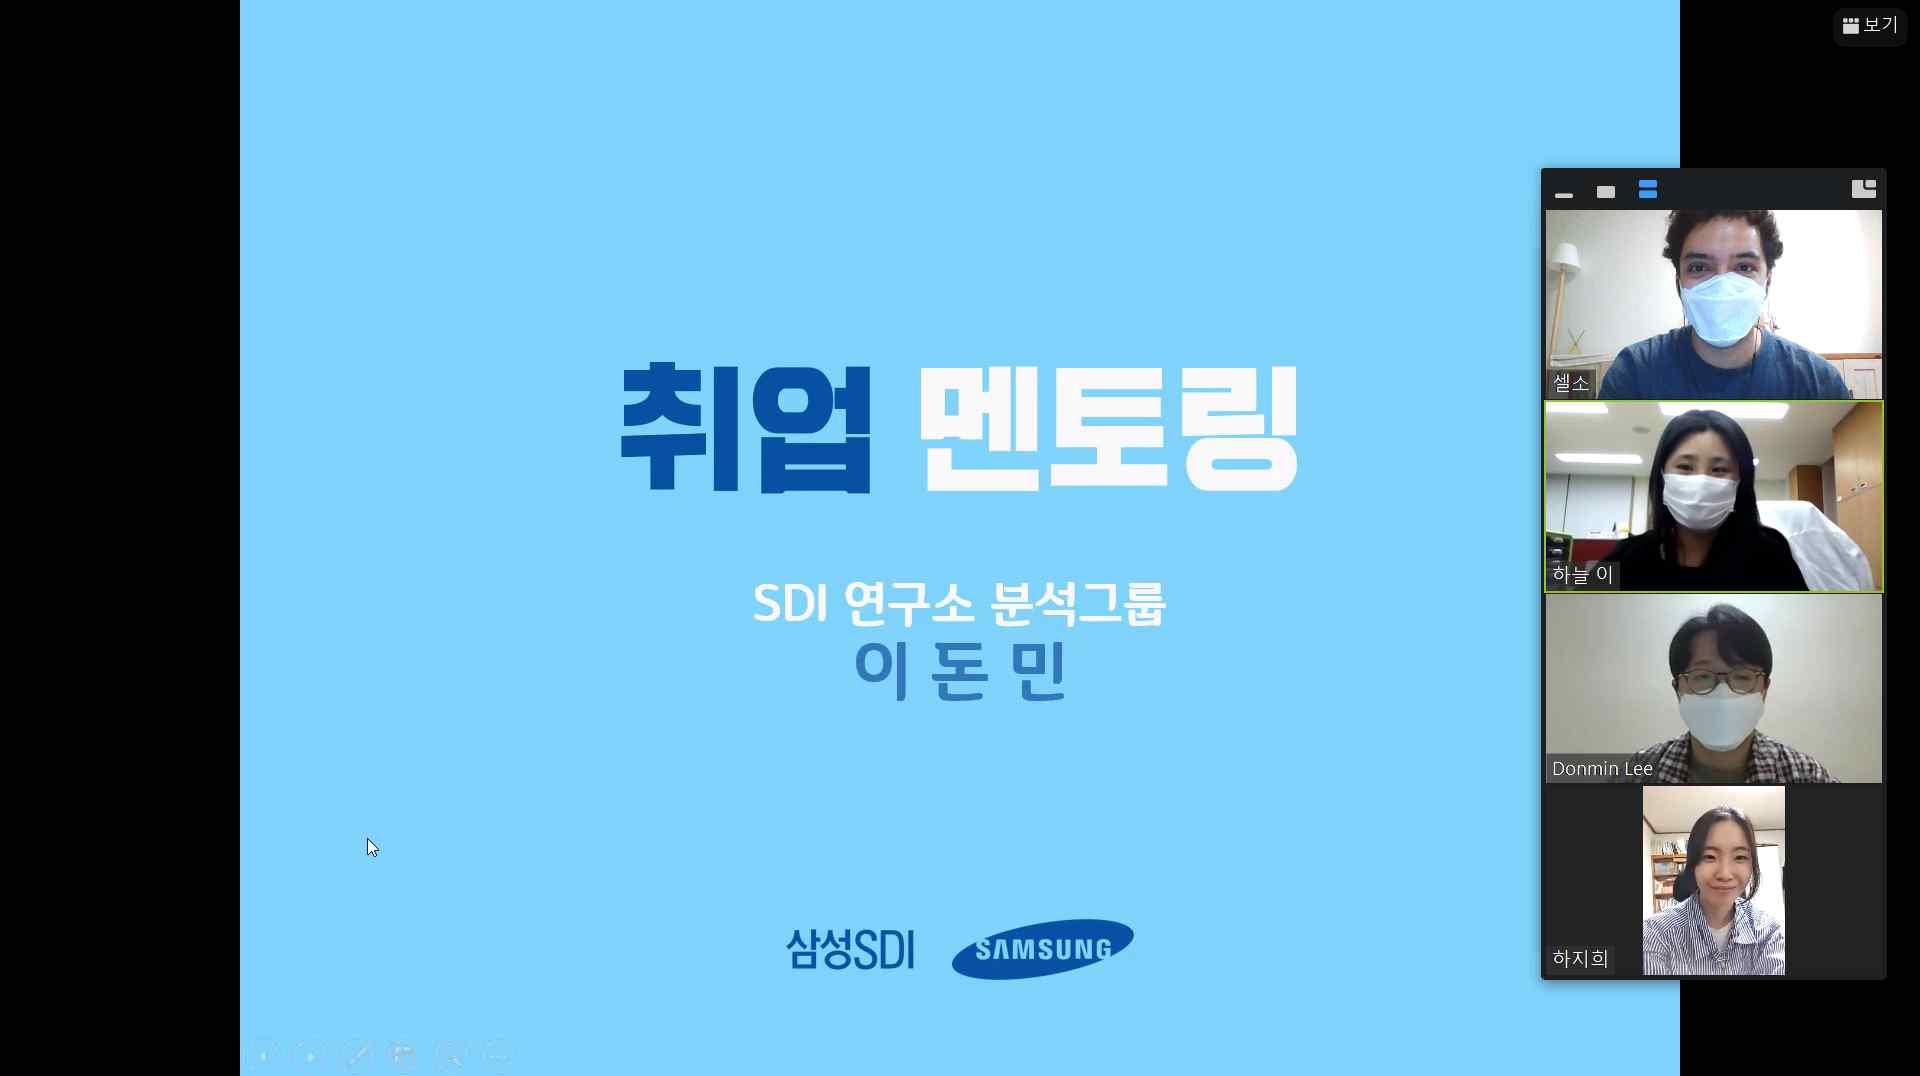 보기
취업 멘토링
SDI 연구소 분석그룹
이 돈 민
삼성SDI SAMSUNG
셀소
하늘 이
Donmin Lee
하지희